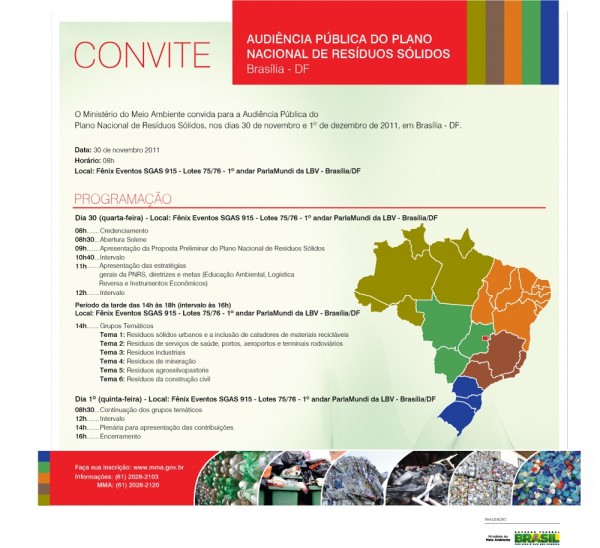 CONVITE
AUDIÊNCIA PÚBLICA DO PLANO
NACIONAL DE RESÍDUOS SÓLIDOS
Brasília - DF
O Ministério do Meio Ambiente convida para a Audiência Pública do
Plano Nacional de Resíduos Sólidos, nos dias 30 de novembro e 1º de dezembro de 2011, em Brasília - DF.
Data: 30 de novembro 2011
Horário: 08h
Local: Fênix Eventos SGAS 915 - Lotes 75/76 - 1º andar ParlaMundi da LBV - Brasília/DF
PROGRAMAÇÃO
Dia 30 (quarta-feira) - Local: Fênix Eventos SGAS 915 - Lotes 75/76 - 1º andar ParlaMundi da LBV - Brasília/DF
08h.......Credenciamento
08h30...Abertura Solene
09h.......Apresentação da Proposta Preliminar do Plano Nacional de Resíduos Sólidos
10h40...Intervalo
11h.......Apresentação das estratégias
gerais da PNRS, diretrizes e metas (Educação Ambiental, Logística
Reversa e Instrumentos Econômicos)
12h.......Intervalo
Período da tarde das 14h às 18h (intervalo às 16h)
Local: Fênix Eventos SGAS 915 - Lotes 75/76 - 1º andar ParlaMundi da LBV - Brasília/DF
14h.......Grupos Temáticos
Tema 1: Resíduos sólidos urbanos e a inclusão de catadores de materiais recicláveis
Tema 2: Resíduos de serviços de saúde, portos, aeroportos e terminais rodoviários
Tema 3: Resíduos industriais
Tema 4: Resíduos de mineração
Tema 5: Resíduos agrossilvopastoris
Tema 6: Resíduos da construção civil
Dia 1º (quinta-feira) - Local: Fênix Eventos SGAS 915 - Lotes 75/76 - 1º andar ParlaMundi da LBV - Brasília/DF
08h30...Continuação dos grupos temáticos
12h.......Intervalo
14h.......Plenária para apresentação das contribuições
16h.......Encerramento
Faça sua inscrição: www.mma.gov.br
Informações: (61) 2028-2103
MMA: (61) 2028-2120
REALIZAÇÃO
Ministério do
Meio Ambiente
GOVERNO FEDERAL
BRASIL